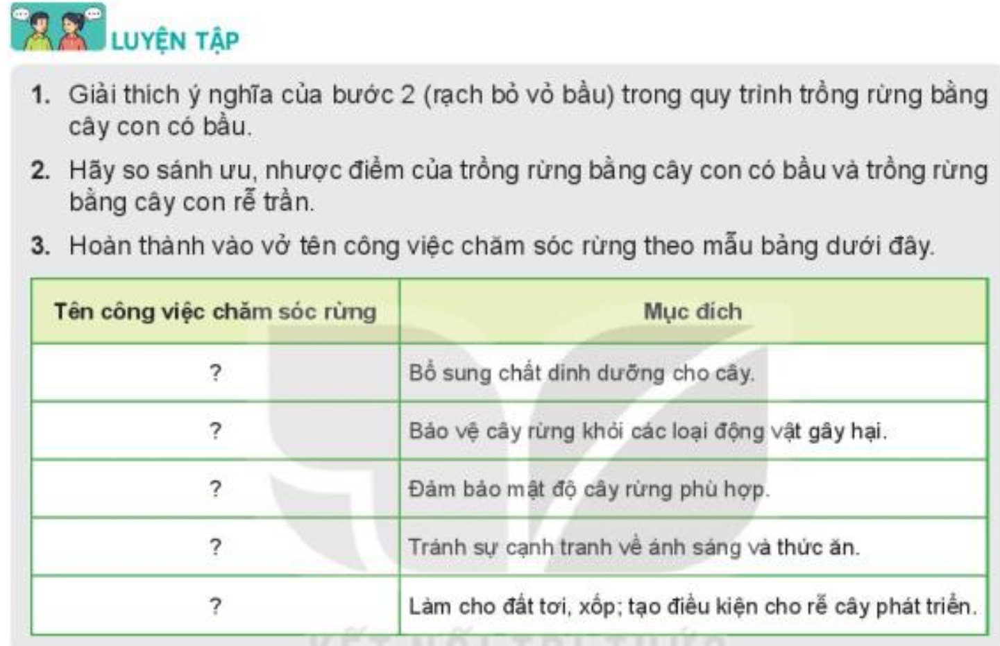 LUYỆN TẬP
1. Giải thích ý nghĩa của bước 2 (rạch bỏ vỏ bầu) trong quy trình trồng rừng bằng
cây con có bầu.
2. Hãy so sánh ưu, nhược điểm của trồng rừng bằng cây con có bầu và trồng rừng
bằng cây con rễ trần.
3. Hoàn thành vào vở tên công việc chăm sóc rừng theo mẫu bảng dưới đây.
Tên công việc chăm sóc rừng Mục đích
? Bổ sung chất dinh dưỡng cho cây.
? Bảo vệ cây rừng khỏi các loại động vật gây hại.
? Đảm bảo mật độ cây rừng phù hợp.
? Tránh sự cạnh tranh về ánh sáng và thức ăn.
? Làm cho đất tơi, xốp; tạo điều kiện cho rễ cây phát triển.
KẾT NỐI TRI THỨC